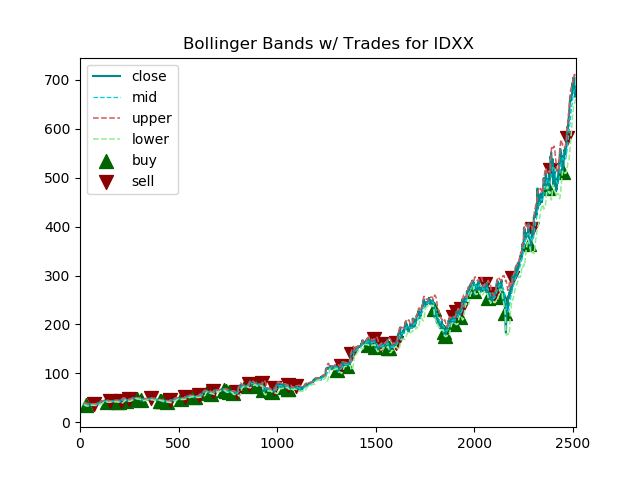 Bollinger Bands w/ Trades for IDXX
close
mid
upper
lower
buy
sell
700
600
500
400
300
200
100
0
0 500 1000 1500 2000 2500